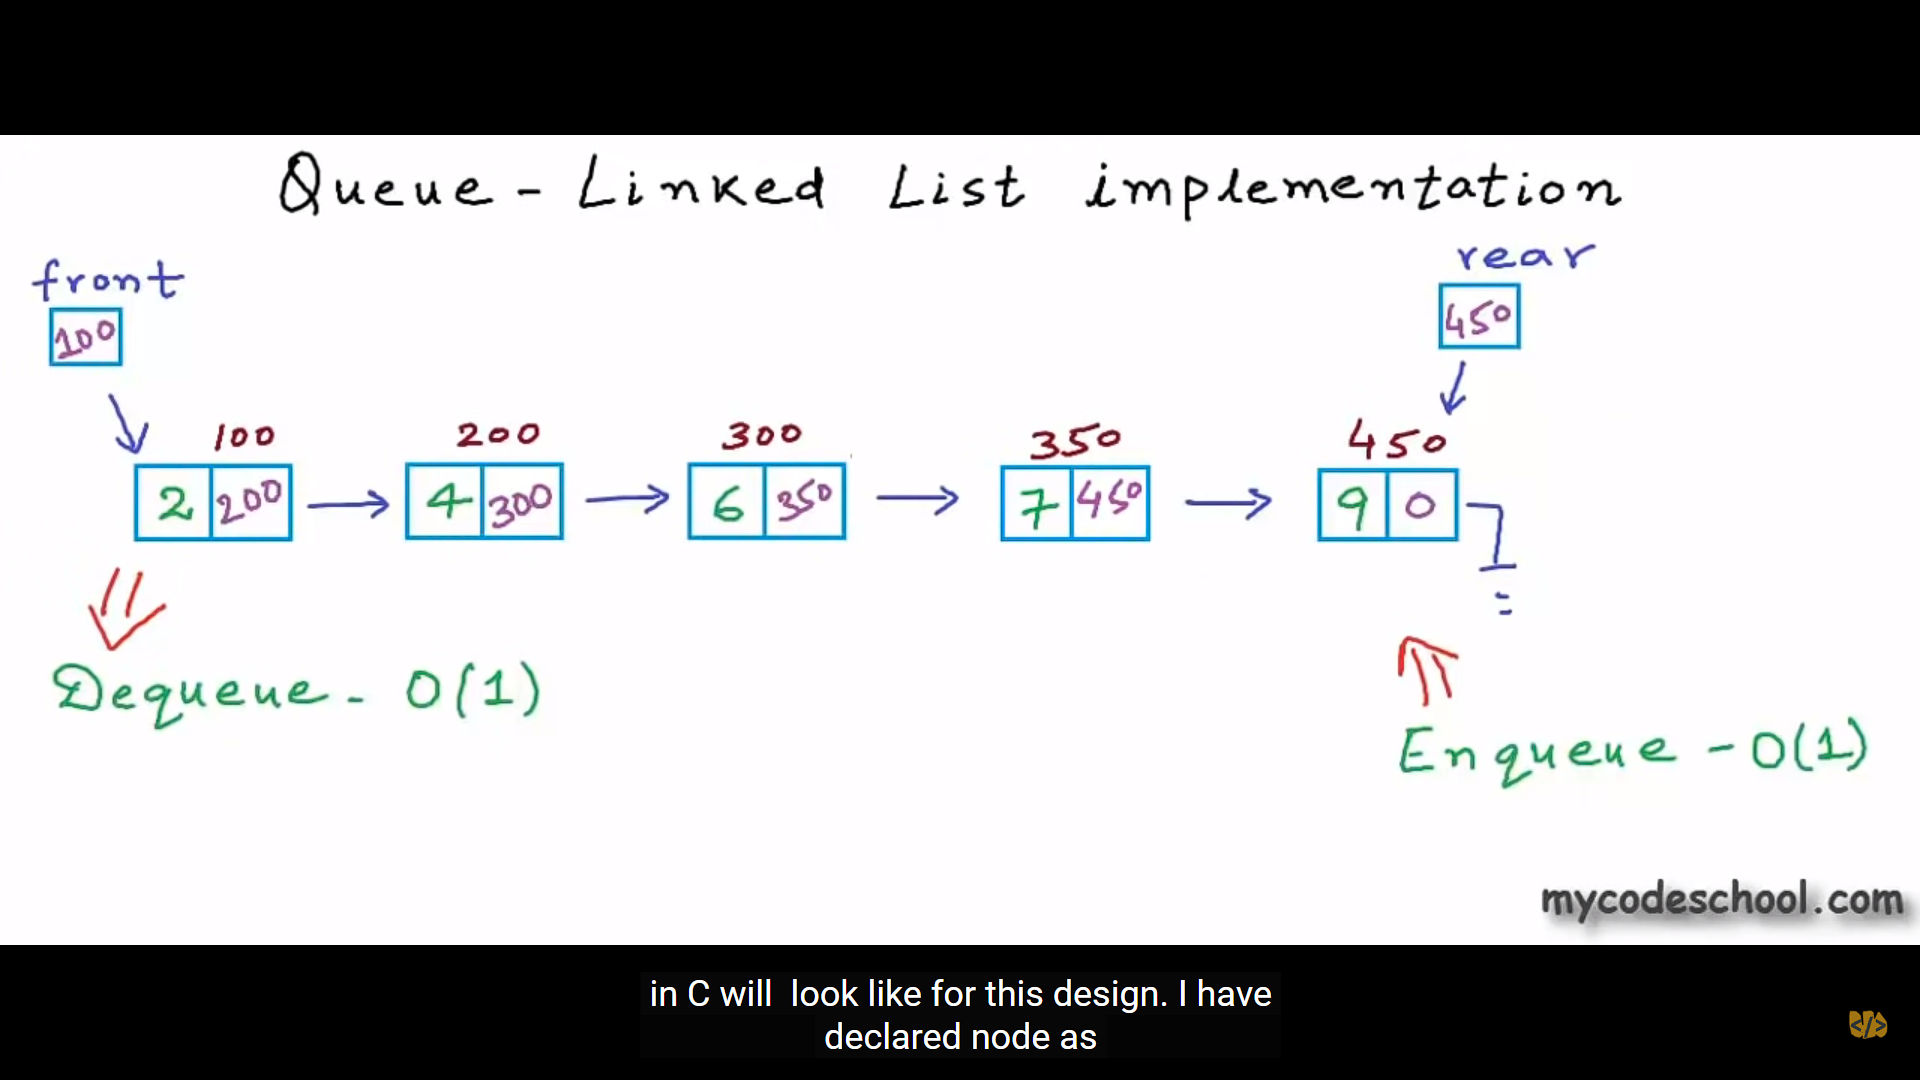 Queue - Linked List implementation
front
rear
100
450
100
200
300
350
450
2 200
4 300
6 350
7 450
9 0
Dequeue - O(1)
Enqueue - O(1)
mycodeschool.com
in C will look like for this design. I have
declared node as